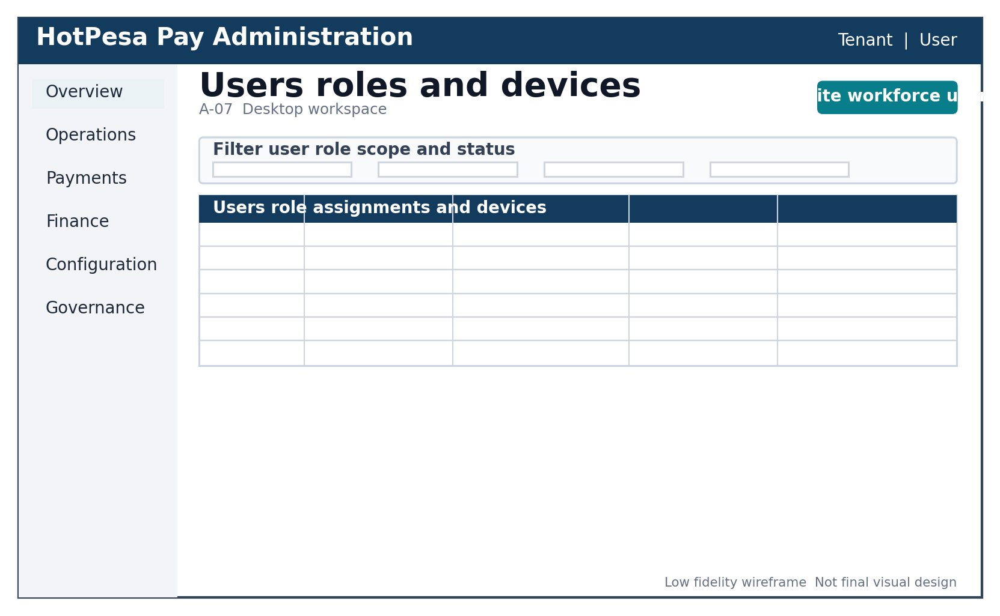 HotPesa Pay Administration
Tenant | User
Overview
Operations
Payments
Finance
Configuration
Governance
Users roles and devices
A-07 Desktop workspace
ite workforce u
Filter user role scope and status
Users role assignments and devices
Low fidelity wireframe Not final visual design